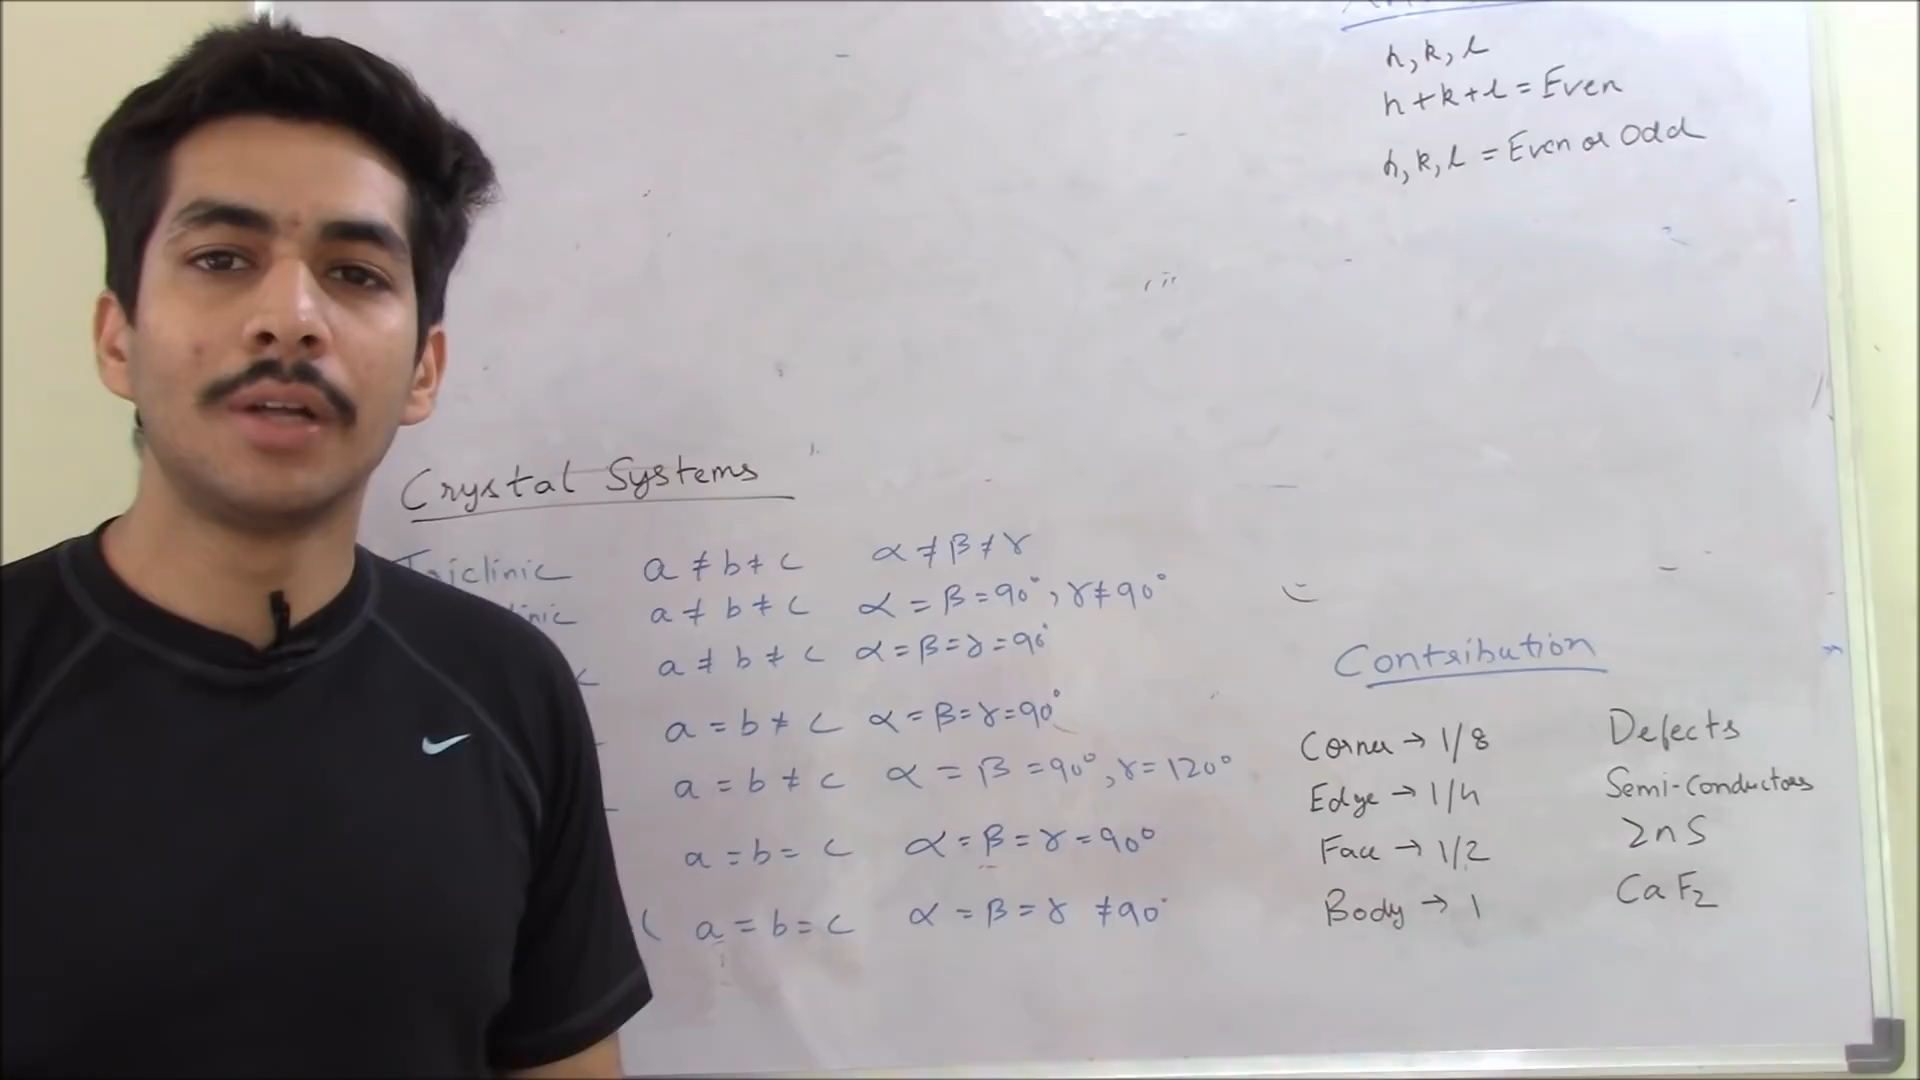 h, k, l
h + k + l = Even
h, k, l = Even or Odd
Crystal Systems
Triclinic a ≠ b ≠ c α ≠ β ≠ γ
a ≠ b ≠ c α = β = 90°, γ ≠ 90°
a ≠ b ≠ c α = β = γ = 90°
a = b ≠ c α = β = γ = 90°
a = b ≠ c α = β = 90°, γ = 120°
a = b = c α = β = γ = 90°
a = b = c α = β = γ ≠ 90°
Contribution
Corner → 1/8
Edge → 1/4
Face → 1/2
Body → 1
Defects
Semi-Conductors
ZnS
CaF₂